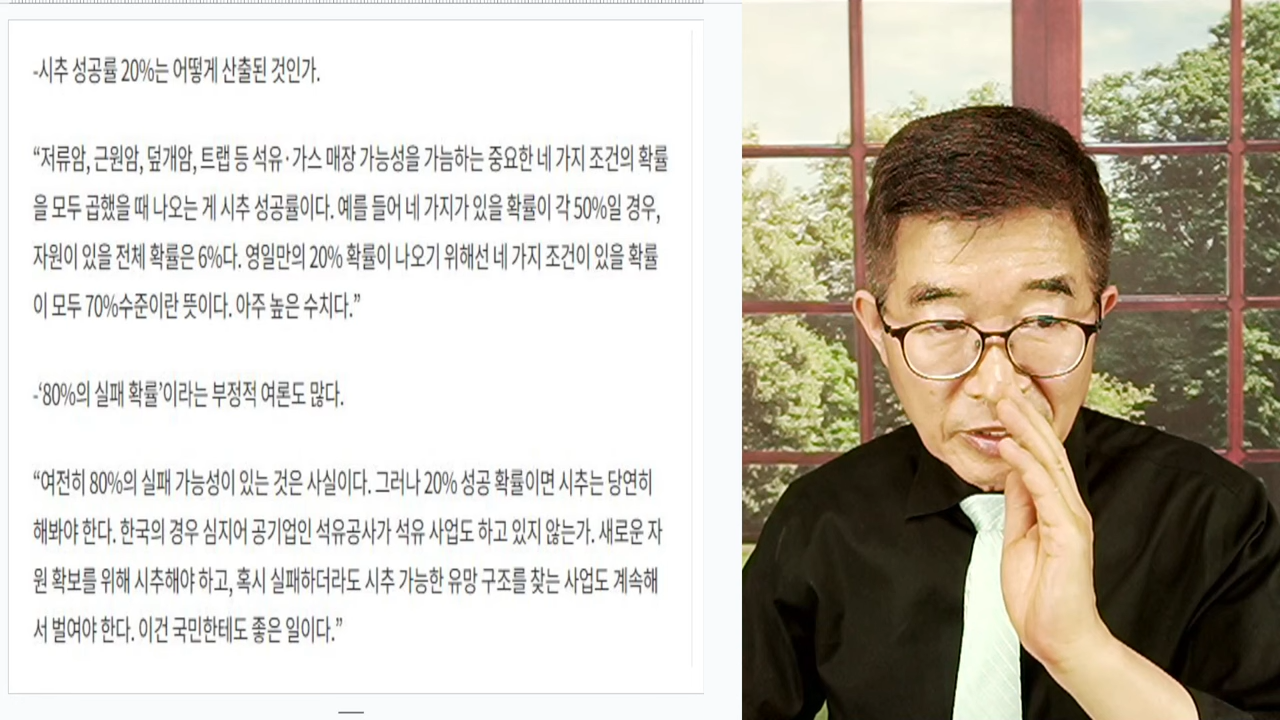 -시추 성공률 20%는 어떻게 산출된 것인가.
“저류암, 근원암, 덮개암, 트랩 등 석유·가스 매장 가능성을 가늠하는 중요한 네 가지 조건의 확률
을 모두 곱했을 때 나오는 게 시추 성공률이다. 예를 들어 네 가지가 있을 확률이 각 50%일 경우,
자원이 있을 전체 확률은 6%다. 영일만의 20% 확률이 나오기 위해선 네 가지 조건이 있을 확률
이 모두 70%수준이란 뜻이다. 아주 높은 수치다.”
-‘80%의 실패 확률’이라는 부정적 여론도 많다.
“여전히 80%의 실패 가능성이 있는 것은 사실이다. 그러나 20% 성공 확률이면 시추는 당연히
해봐야 한다. 한국의 경우 심지어 공기업인 석유공사가 석유 사업도 하고 있지 않는가. 새로운 자
원 확보를 위해 시추해야 하고, 혹시 실패하더라도 시추 가능한 유망 구조를 찾는 사업도 계속해
서 벌여야 한다. 이건 국민한테도 좋은 일이다.”